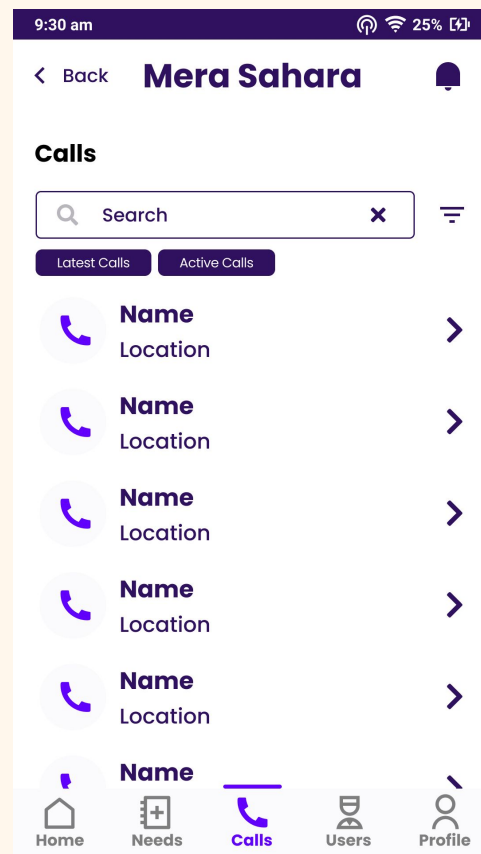 9:30 am 25%
Back Mera Sahara
Calls
Search
Latest Calls Active Calls
Name
Location
Name
Location
Name
Location
Name
Location
Name
Location
Name
Home Needs Calls Users Profile